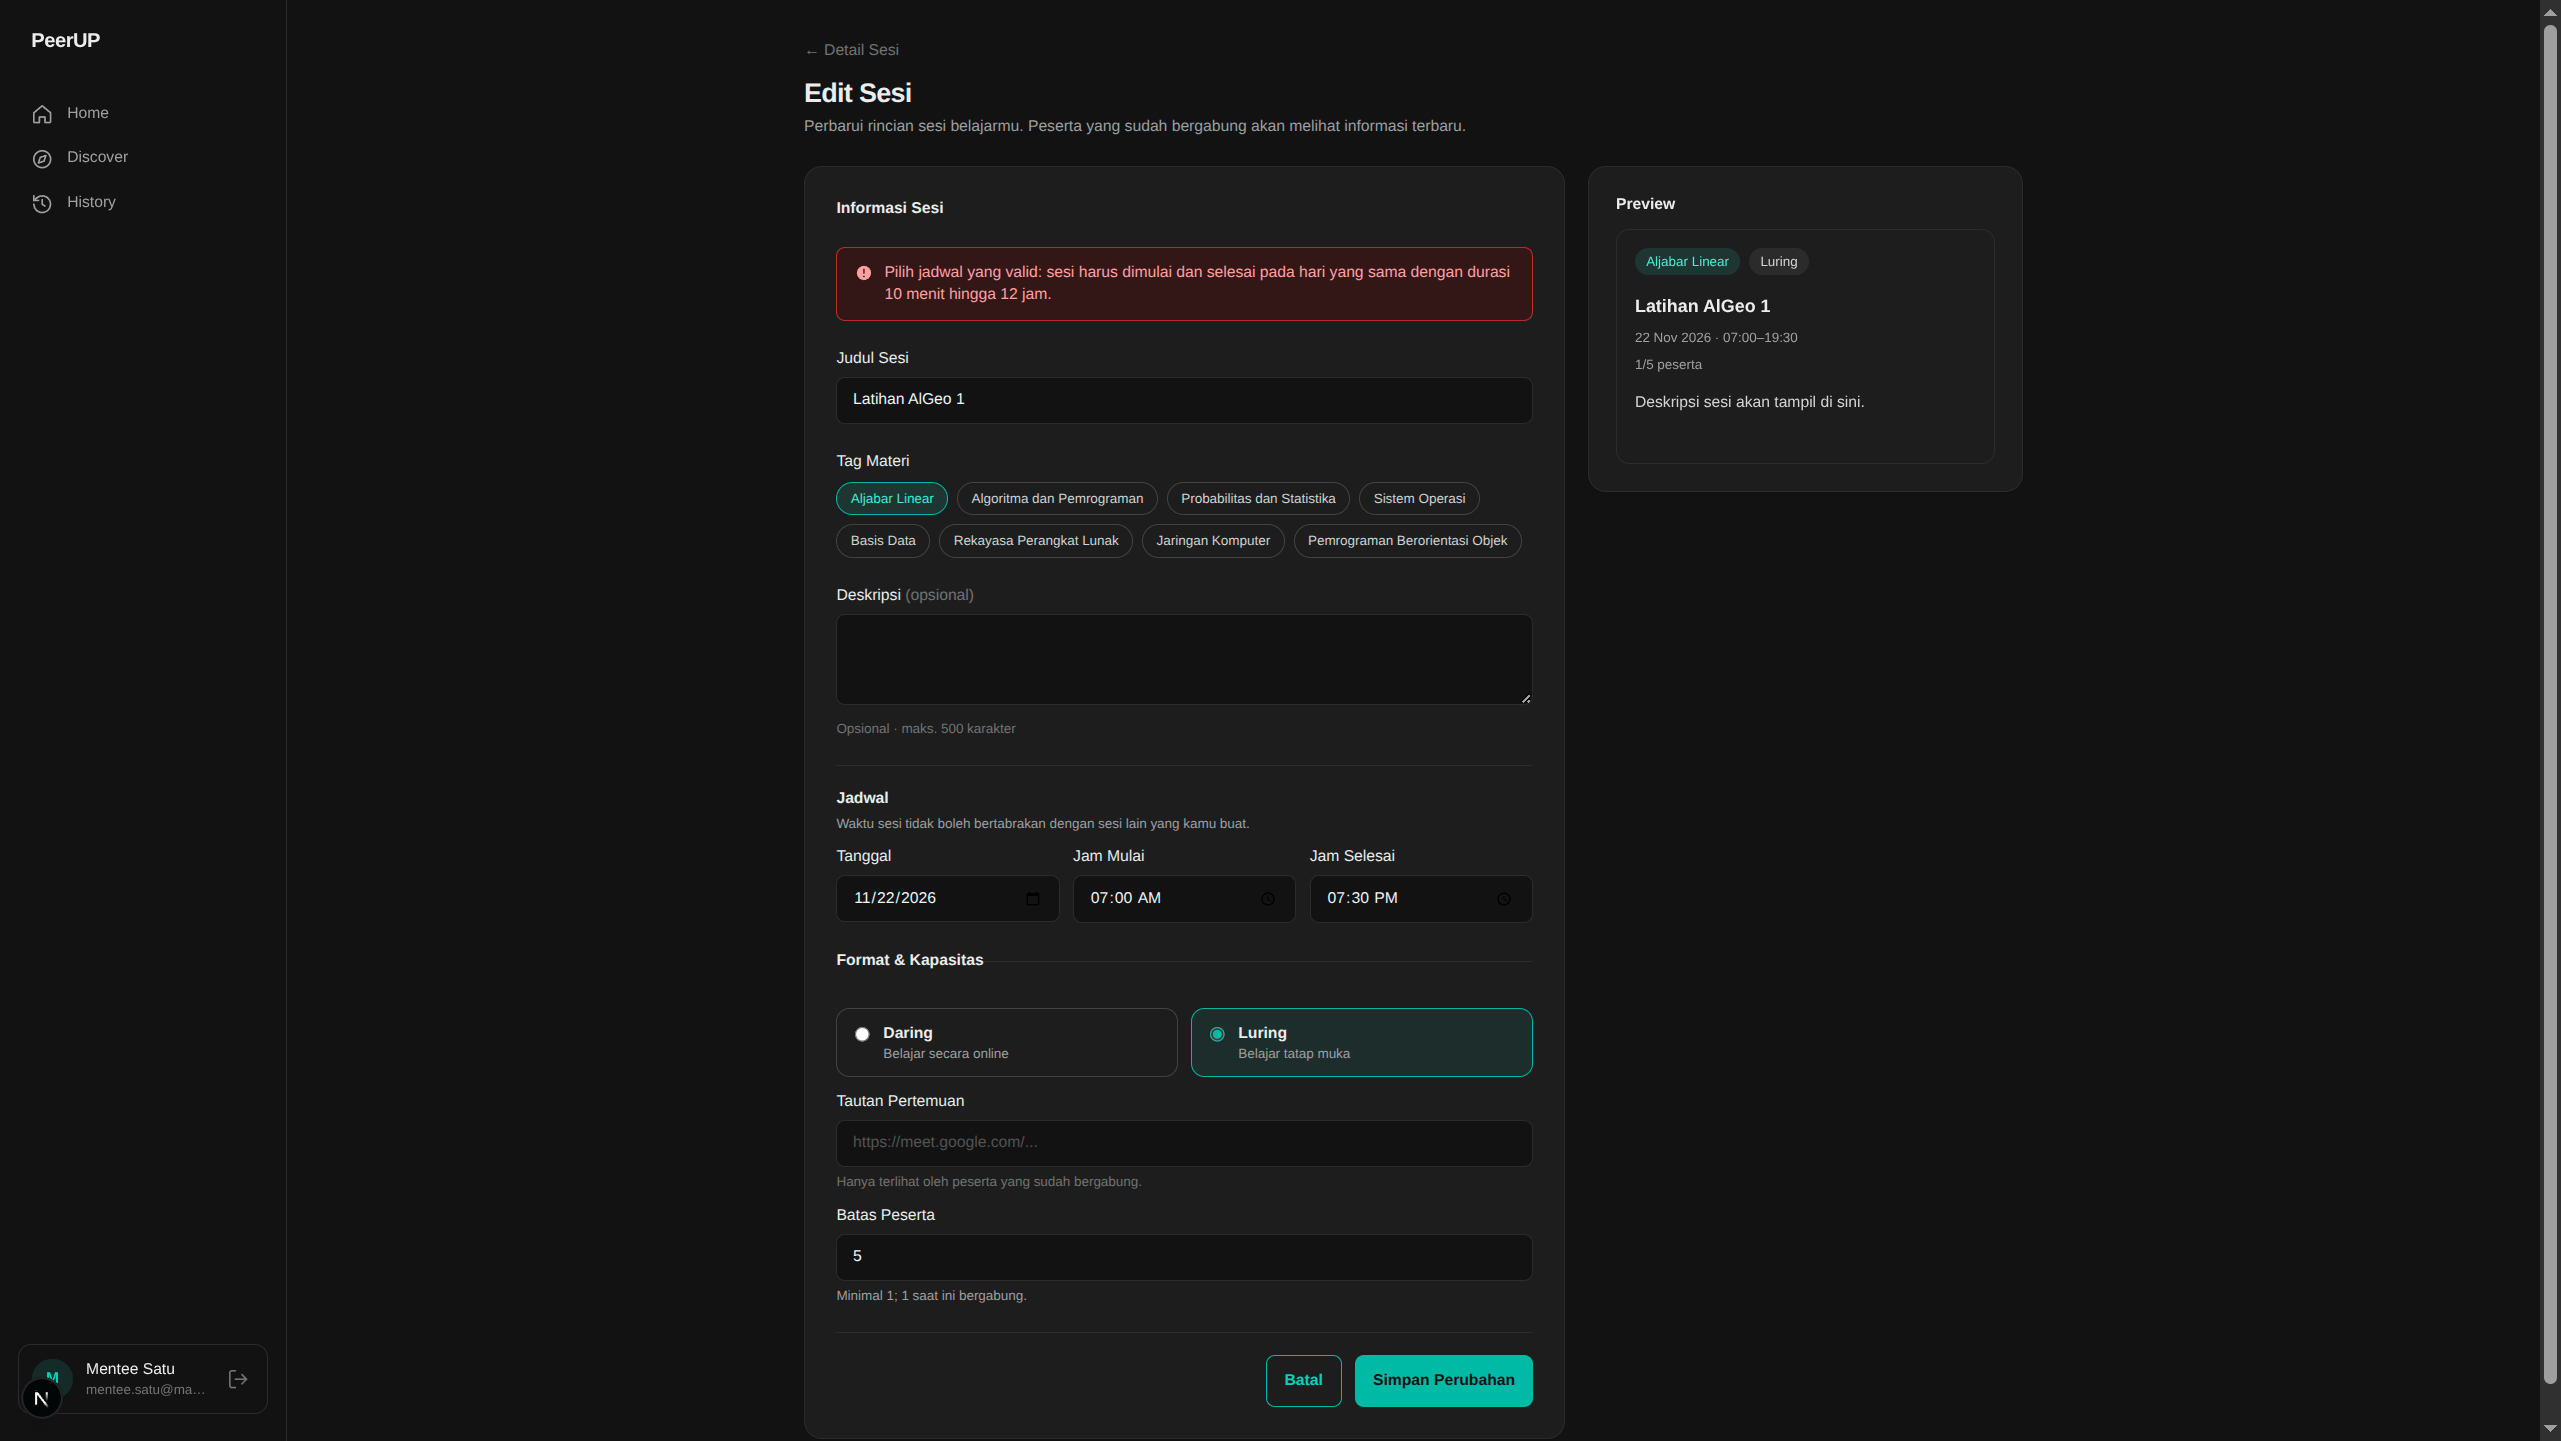 PeerUP
Home
Discover
History
← Detail Sesi
Edit Sesi
Perbarui rincian sesi belajarmu. Peserta yang sudah bergabung akan melihat informasi terbaru.
Informasi Sesi
Pilih jadwal yang valid: sesi harus dimulai dan selesai pada hari yang sama dengan durasi
10 menit hingga 12 jam.
Judul Sesi
Latihan AlGeo 1
Tag Materi
Aljabar Linear
Algoritma dan Pemrograman
Probabilitas dan Statistika
Sistem Operasi
Basis Data
Rekayasa Perangkat Lunak
Jaringan Komputer
Pemrograman Berorientasi Objek
Deskripsi (opsional)
Opsional · maks. 500 karakter
Jadwal
Waktu sesi tidak boleh bertabrakan dengan sesi lain yang kamu buat.
Tanggal
Jam Mulai
Jam Selesai
11/22/2026
07:00 AM
07:30 PM
Format & Kapasitas
Daring
Belajar secara online
Luring
Belajar tatap muka
Tautan Pertemuan
https://meet.google.com/...
Hanya terlihat oleh peserta yang sudah bergabung.
Batas Peserta
5
Minimal 1; 1 saat ini bergabung.
Batal
Simpan Perubahan
Preview
Aljabar Linear
Luring
Latihan AlGeo 1
22 Nov 2026 · 07:00–19:30
1/5 peserta
Deskripsi sesi akan tampil di sini.
M
N
Mentee Satu
mentee.satu@ma...